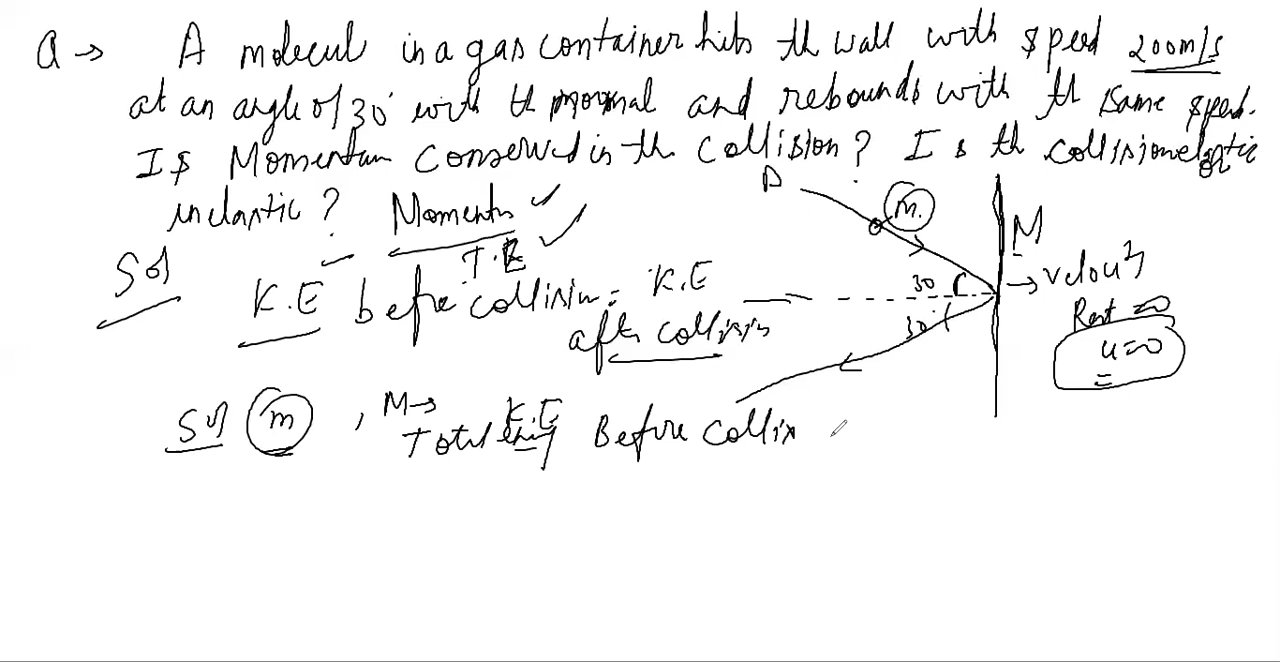 Q → A molecul in a gas container hits th wall with speed 200m/s
at an angle of 30° with th normal and rebounds with th same speed.
Is Momentum Conserved in th Collision? Is th collision elastic or
inelastic?
Momentum
T.E
Sol
K.E before collision = K.E
after collision
m.
M
→ velocity
Rest
u=0
30
30°
Sol m , M→
K.E
Total Before Collis